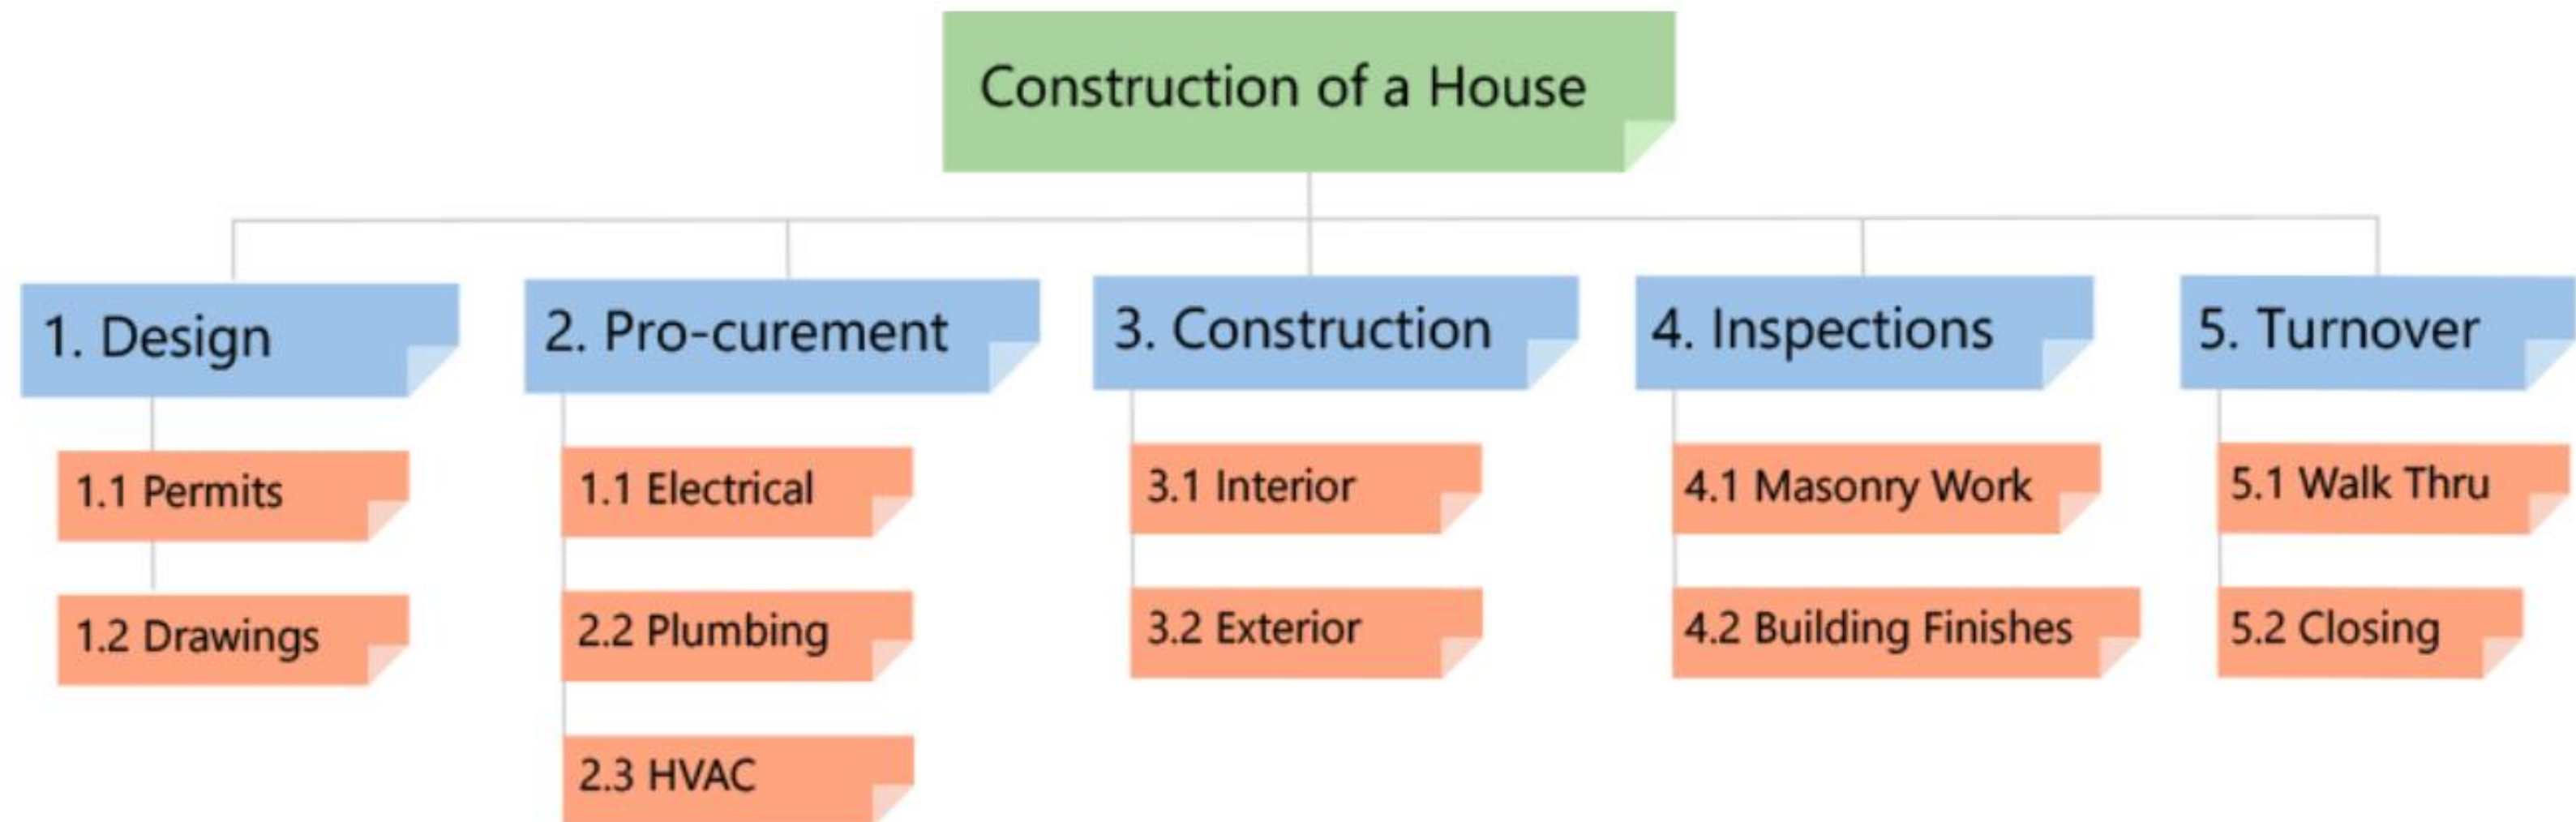 Construction of a House
1. Design
1.1 Permits
1.2 Drawings
2. Pro-curement
1.1 Electrical
2.2 Plumbing
2.3 HVAC
3. Construction
3.1 Interior
3.2 Exterior
4. Inspections
4.1 Masonry Work
4.2 Building Finishes
5. Turnover
5.1 Walk Thru
5.2 Closing